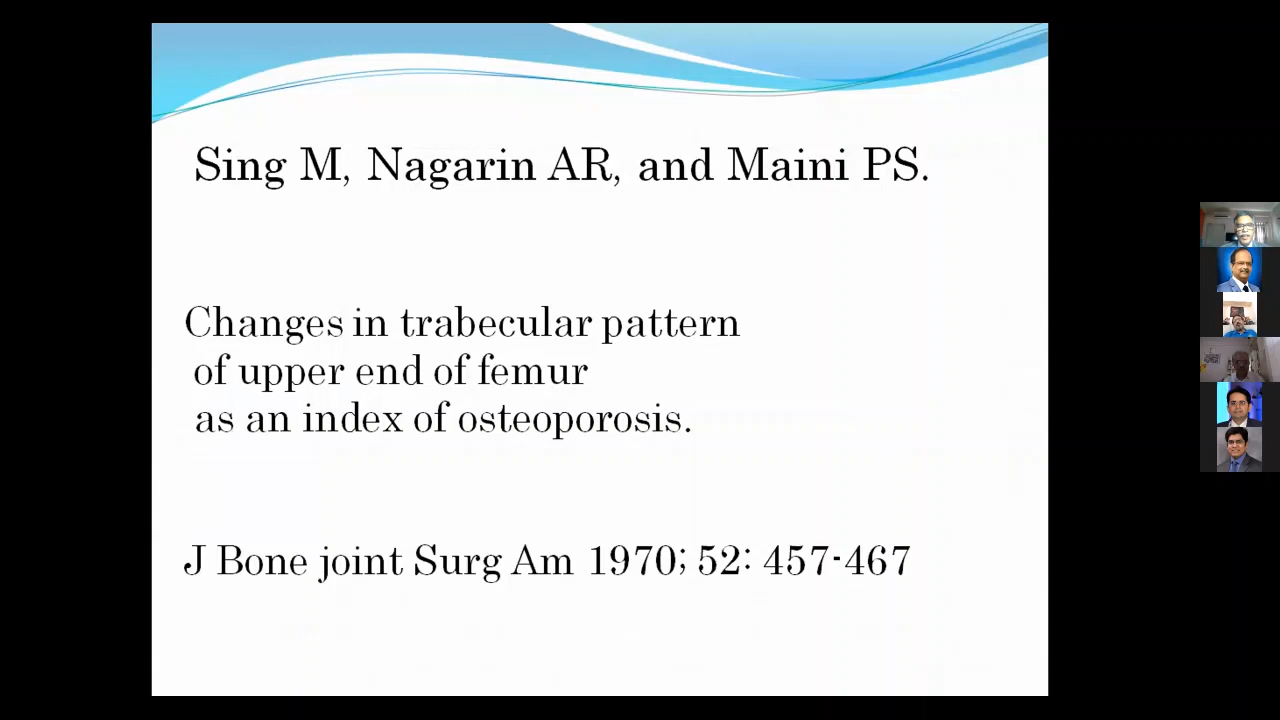 Sing M, Nagarin AR, and Maini PS.
Changes in trabecular pattern
of upper end of femur
as an index of osteoporosis.
J Bone joint Surg Am 1970; 52: 457-467